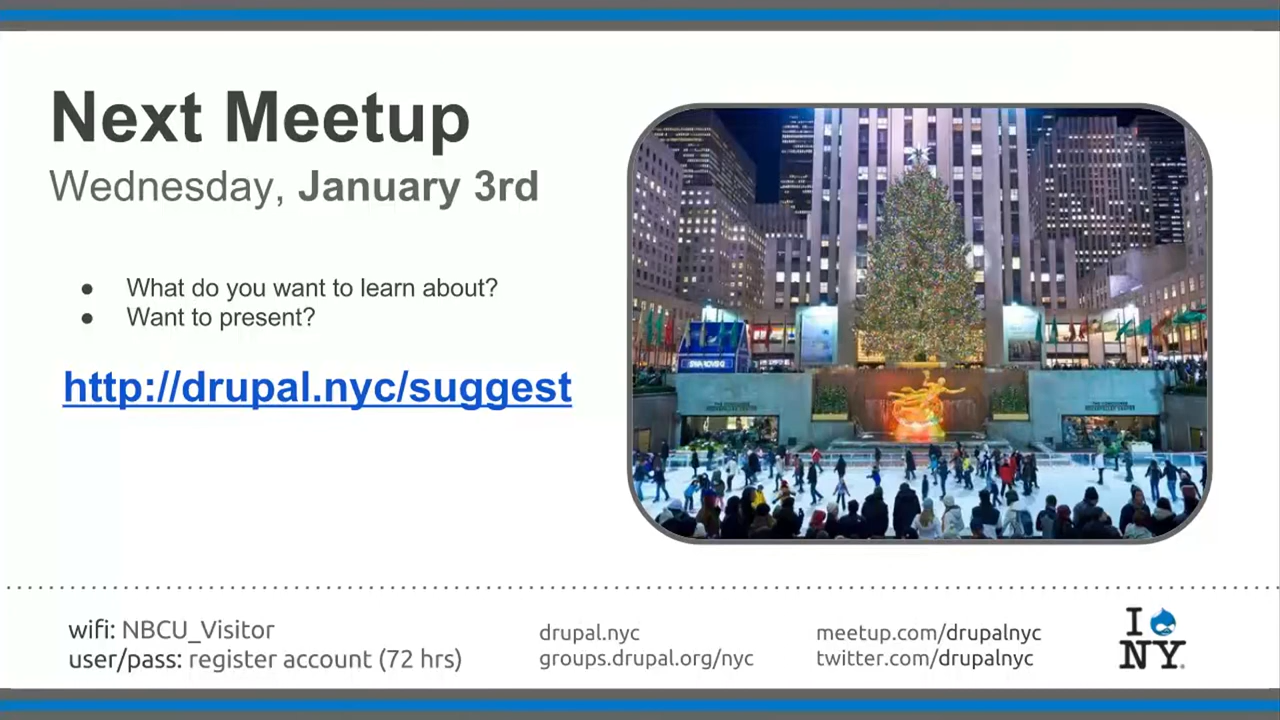 Next Meetup
Wednesday, January 3rd
● What do you want to learn about?
● Want to present?
http://drupal.nyc/suggest
wifi: NBCU_Visitor
user/pass: register account (72 hrs)
drupal.nyc
groups.drupal.org/nyc
meetup.com/drupalnyc
twitter.com/drupalnyc
I
NY